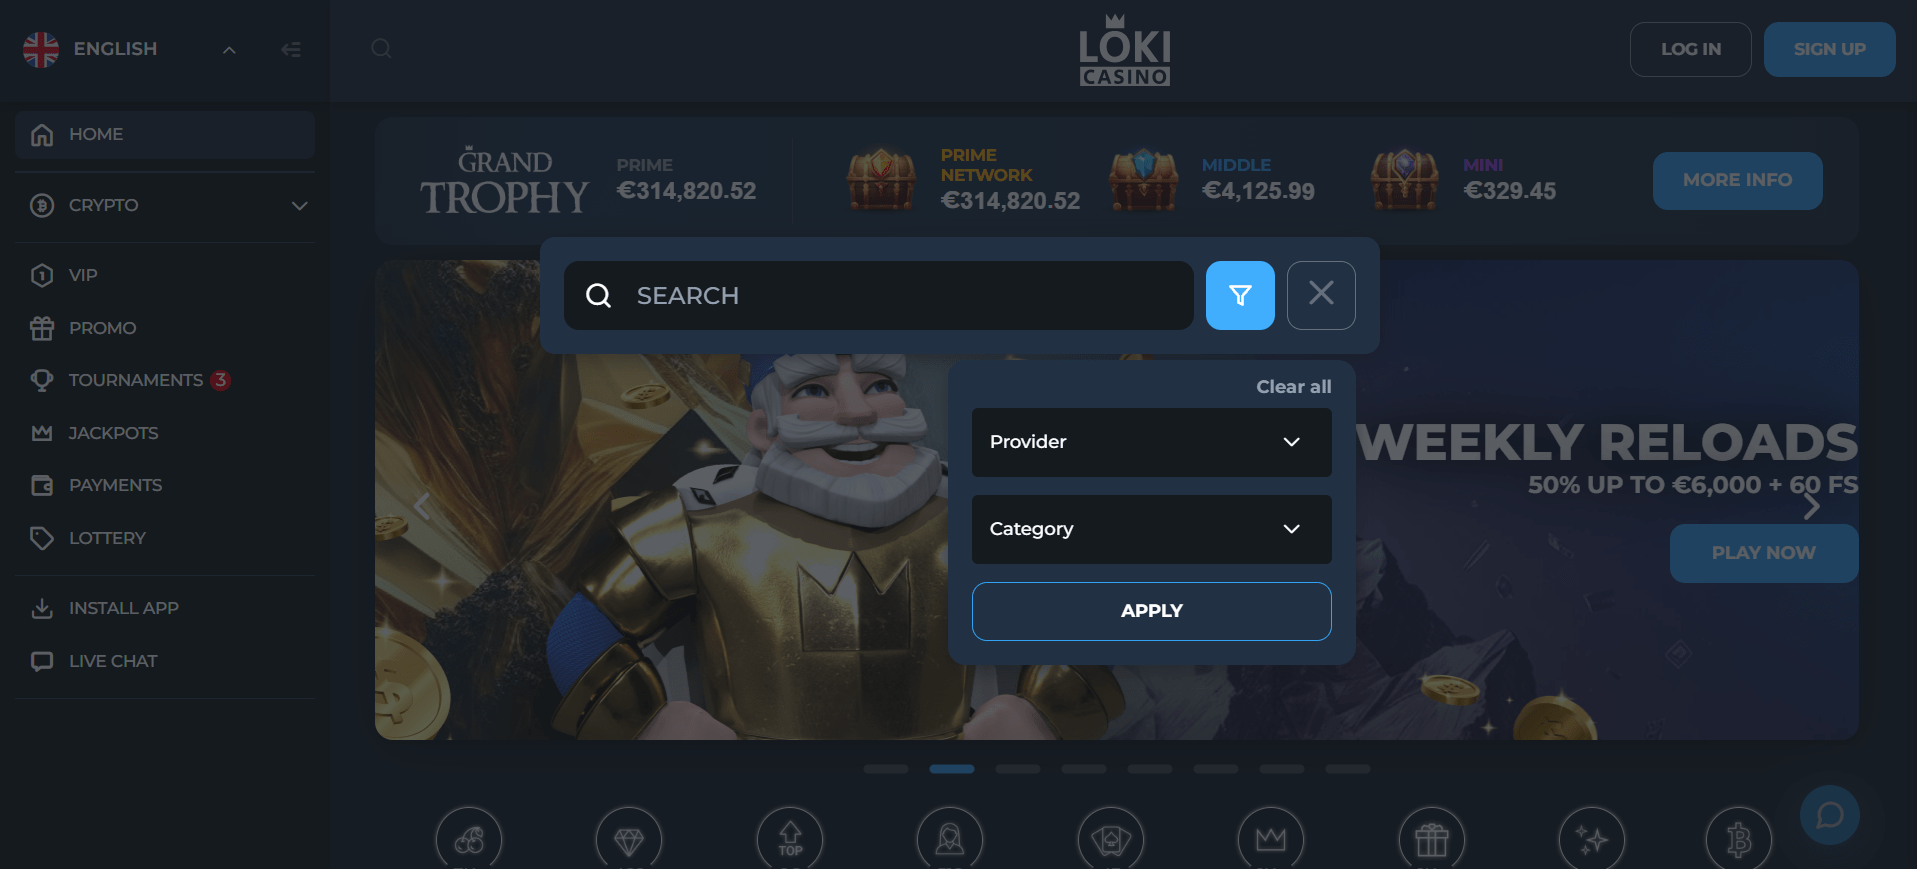 ENGLISH
LOKI
CASINO
LOG IN
SIGN UP
HOME
CRYPTO
VIP
PROMO
TOURNAMENTS 3
JACKPOTS
PAYMENTS
LOTTERY
INSTALL APP
LIVE CHAT
GRAND
TROPHY
PRIME
€314,820.52
PRIME
NETWORK
€314,820.52
MIDDLE
€4,125.99
MINI
€329.45
MORE INFO
SEARCH
Clear all
Provider
Category
APPLY
WEEKLY RELOADS
50% UP TO €6,000 + 60 FS
PLAY NOW
TOP